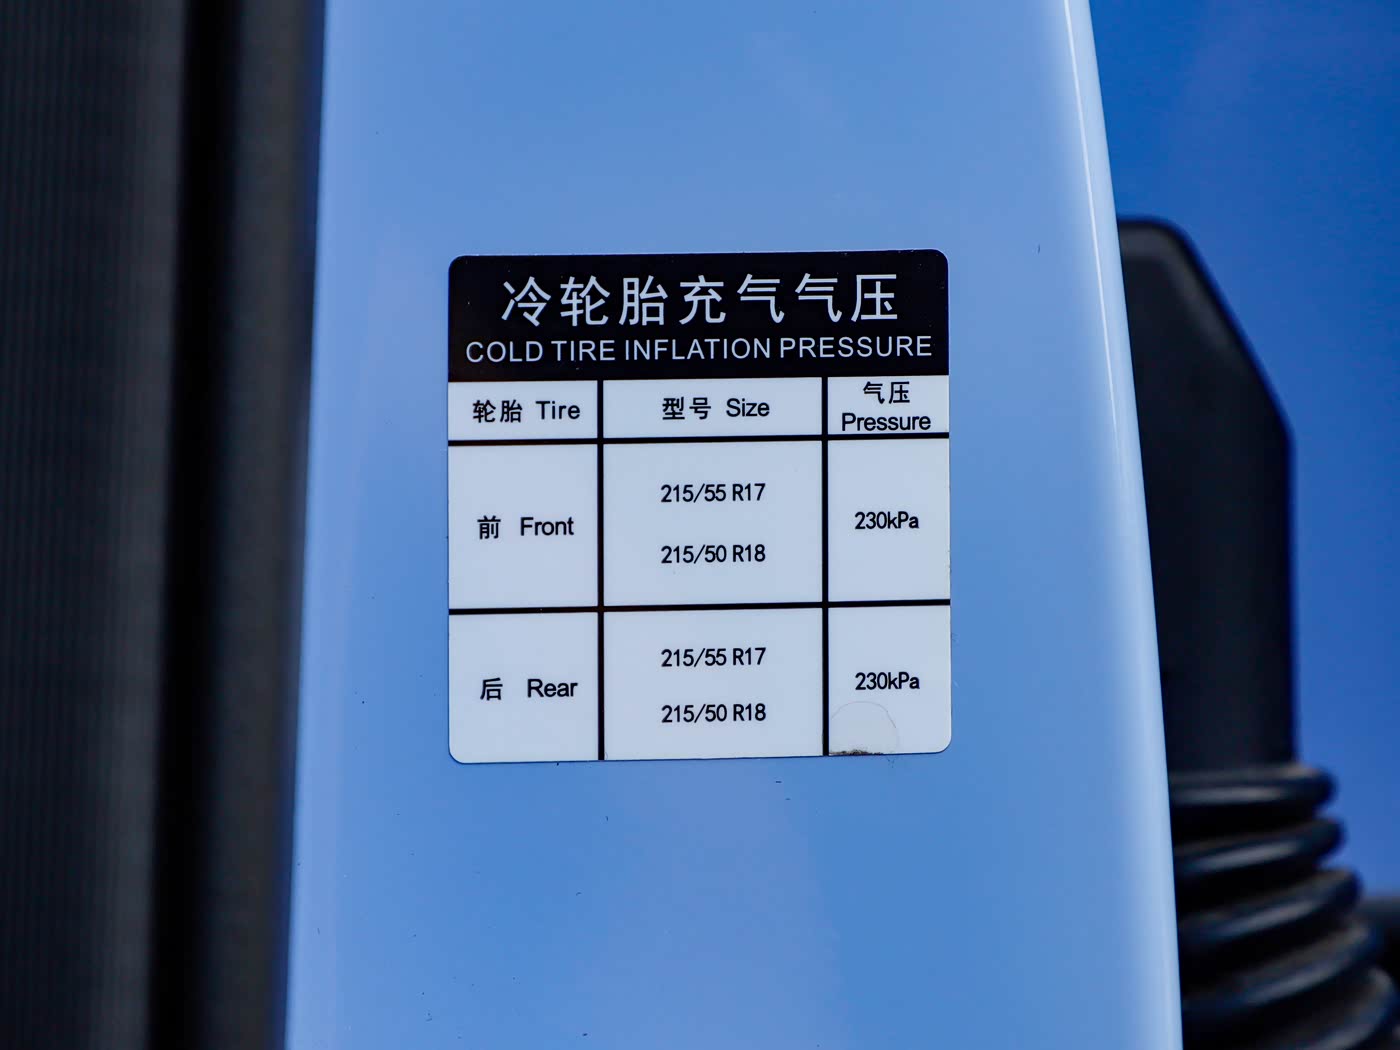 冷轮胎充气气压
COLD TIRE INFLATION PRESSURE
轮胎 Tire
型号 Size
气压
Pressure
前 Front
215/55 R17
215/50 R18
230kPa
后 Rear
215/55 R17
215/50 R18
230kPa